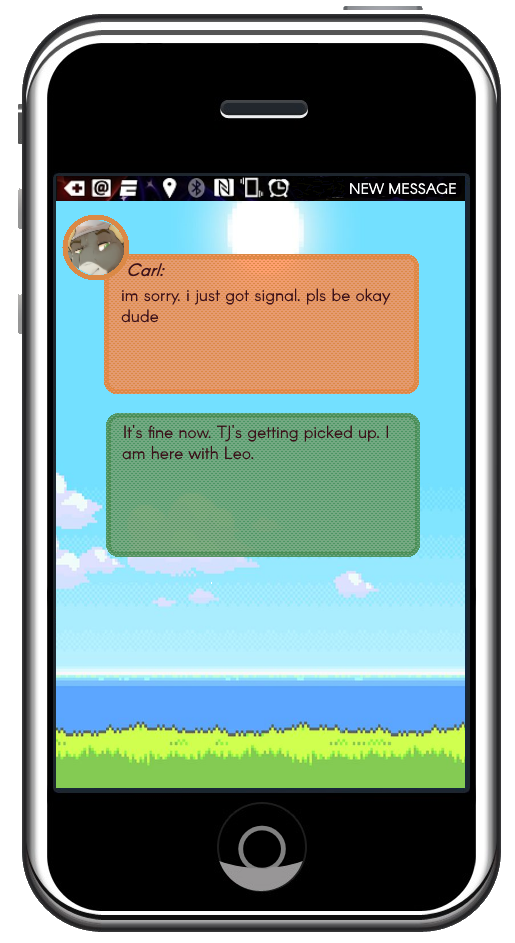 NEW MESSAGE
Carl:
im sorry. i just got signal. pls be okay
dude
It's fine now. TJ's getting picked up. I
am here with Leo.